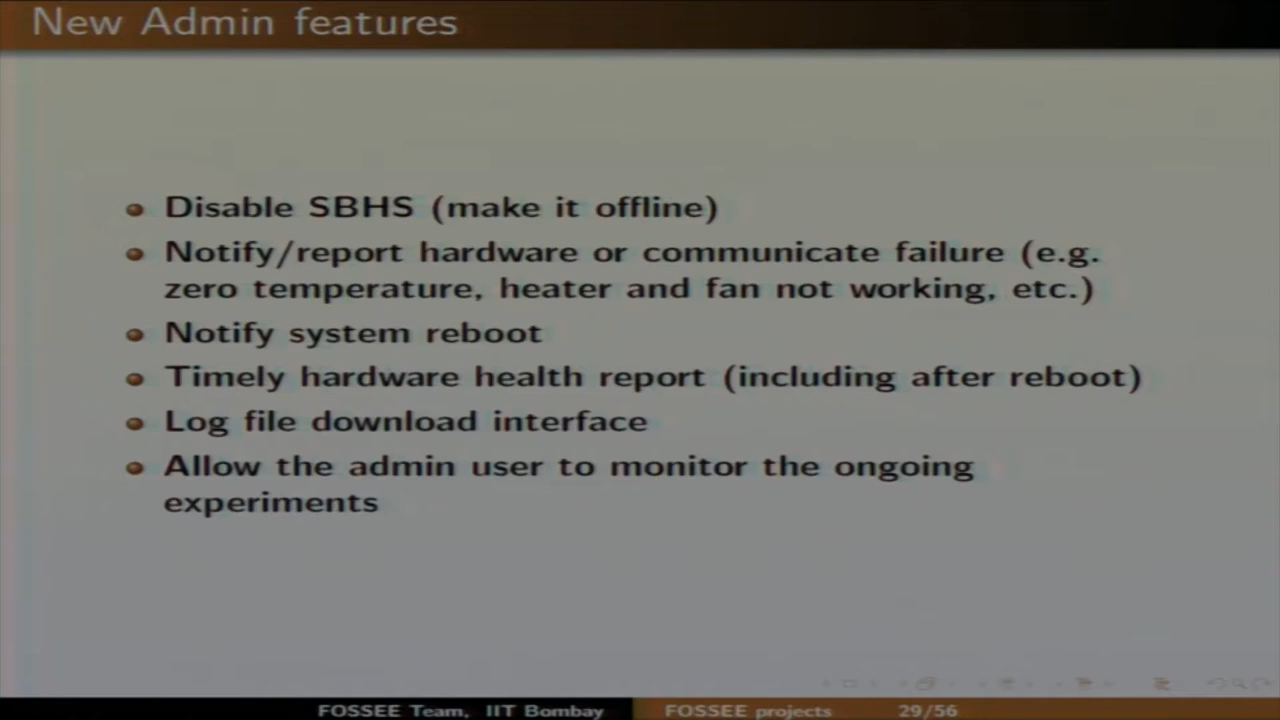 New Admin features
Disable SBHS (make it offline)
Notify/report hardware or communicate failure (e.g.
zero temperature, heater and fan not working, etc.)
Notify system reboot
Timely hardware health report (including after reboot)
Log file download interface
Allow the admin user to monitor the ongoing
experiments
FOSSEE Team, IIT Bombay FOSSEE projects 29/56